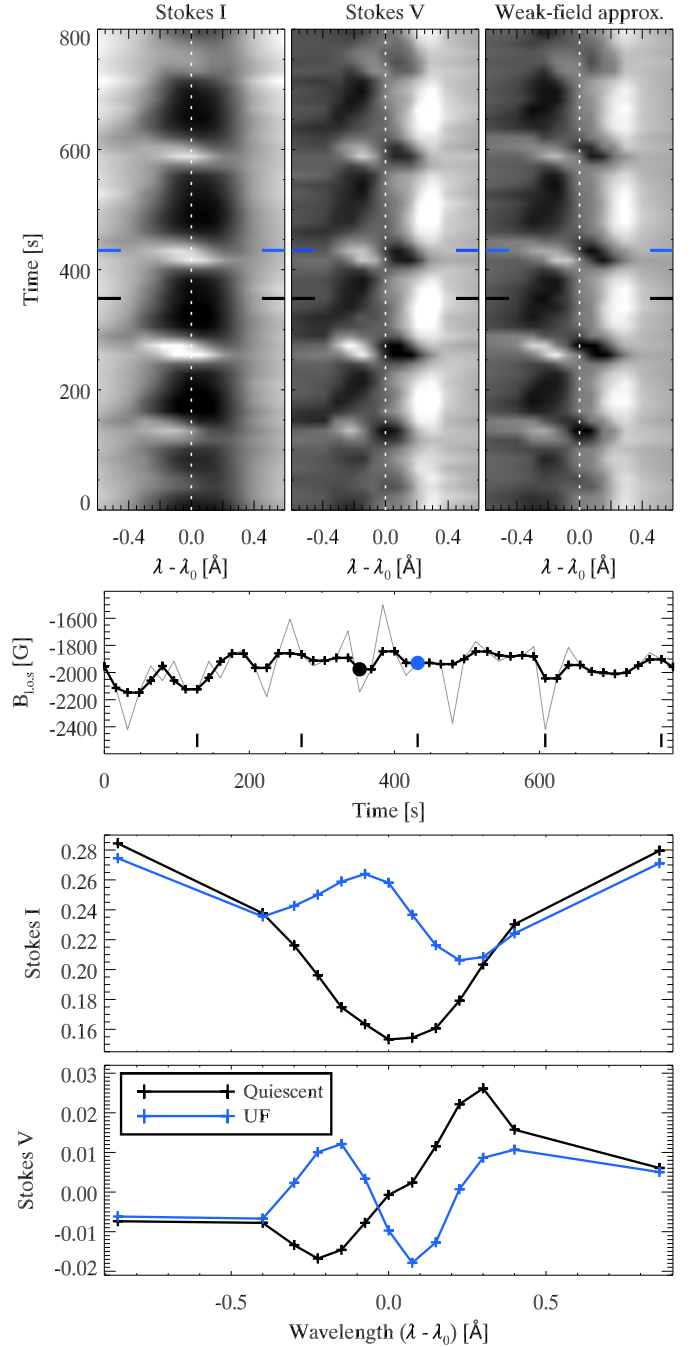 Stokes I Stokes V Weak-field approx.
800
600
400
200
0
Time [s]
-0.4 0.0 0.4 -0.4 0.0 0.4 -0.4 0.0 0.4
λ - λ0 [Å] λ - λ0 [Å] λ - λ0 [Å]
-1600
-1800
-2000
-2200
-2400
B l.o.s [G]
0 200 400 600
Time [s]
0.28
0.26
0.24
0.22
0.20
0.18
0.16
Stokes I
0.03
0.02
0.01
0.00
-0.01
-0.02
Stokes V
Quiescent
UF
-0.5 0.0 0.5
Wavelength (λ - λ0) [Å]